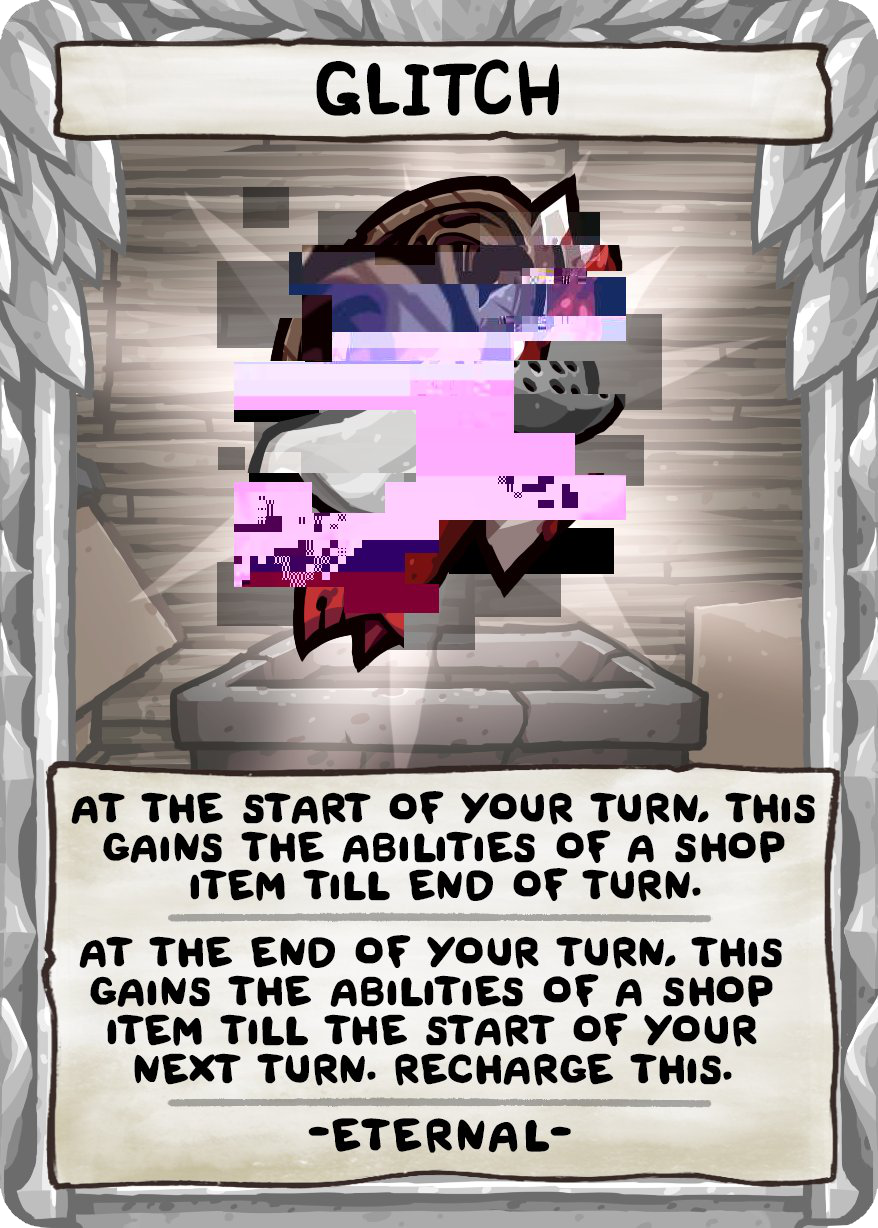 GLITCH
AT THE START OF YOUR TURN, THIS
GAINS THE ABILITIES OF A SHOP
ITEM TILL END OF TURN.
AT THE END OF YOUR TURN, THIS
GAINS THE ABILITIES OF A SHOP
ITEM TILL THE START OF YOUR
NEXT TURN. RECHARGE THIS.
-ETERNAL-